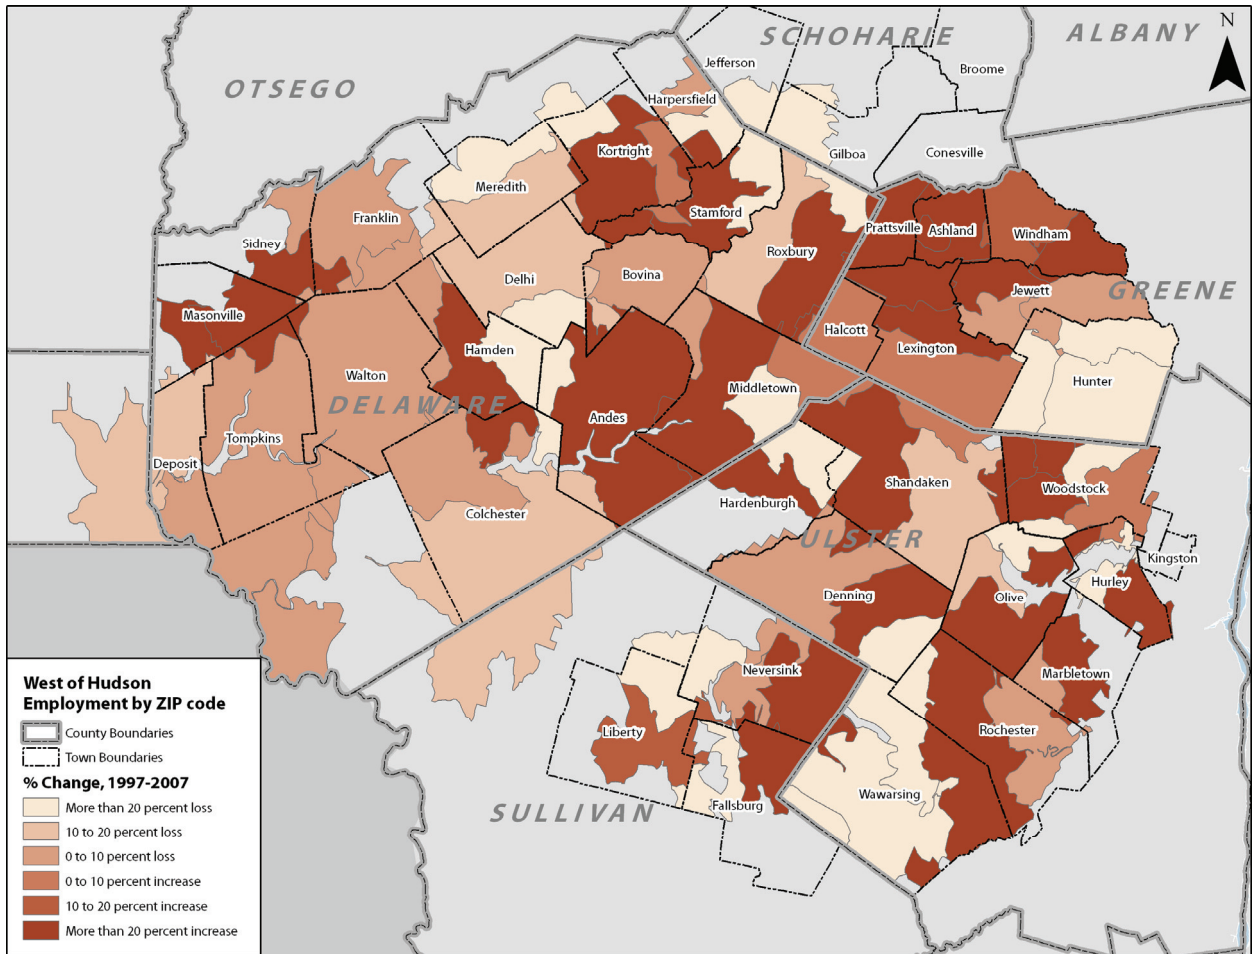 N
SCHOHARIE
ALBANY
Jefferson
Broome
OTSEGO
Harpersfield
Kortright
Gilboa
Conesville
Meredith
Franklin
Stamford
Prattsville
Ashland
Windham
Sidney
Roxbury
Delhi
Bovina
Jewett
GREENE
Masonville
Halcott
Lexington
Hamden
Walton
Middletown
Hunter
DELAWARE
Andes
Tompkins
Deposit
Shandaken
Woodstock
Hardenburgh
Colchester
ULSTER
Kingston
Hurley
Denning
Olive
Neversink
Marbletown
Liberty
Rochester
Wawarsing
Fallsburg
SULLIVAN
West of Hudson
Employment by ZIP code
County Boundaries
Town Boundaries
% Change, 1997-2007
More than 20 percent loss
10 to 20 percent loss
0 to 10 percent loss
0 to 10 percent increase
10 to 20 percent increase
More than 20 percent increase